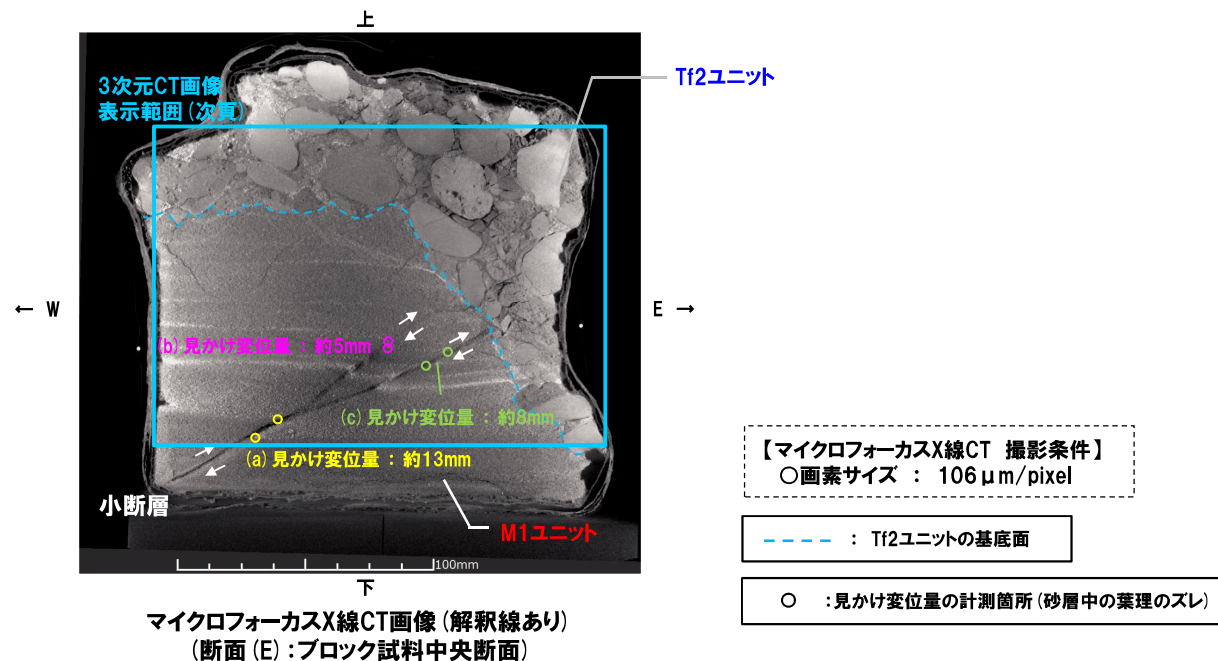 上
3次元CT画像
表示範囲(次頁)
Tf2ユニット
← W
E →
(b)見かけ変位量 : 約5mm
(c)見かけ変位量 : 約8mm
(a)見かけ変位量 : 約13mm
小断層
M1ユニット
100mm
下
マイクロフォーカスX線CT画像(解釈線あり)
(断面(E):ブロック試料中央断面)
【マイクロフォーカスX線CT 撮影条件】
○画素サイズ : 106μm/pixel
: Tf2ユニットの基底面
:見かけ変位量の計測箇所(砂層中の葉理のズレ)